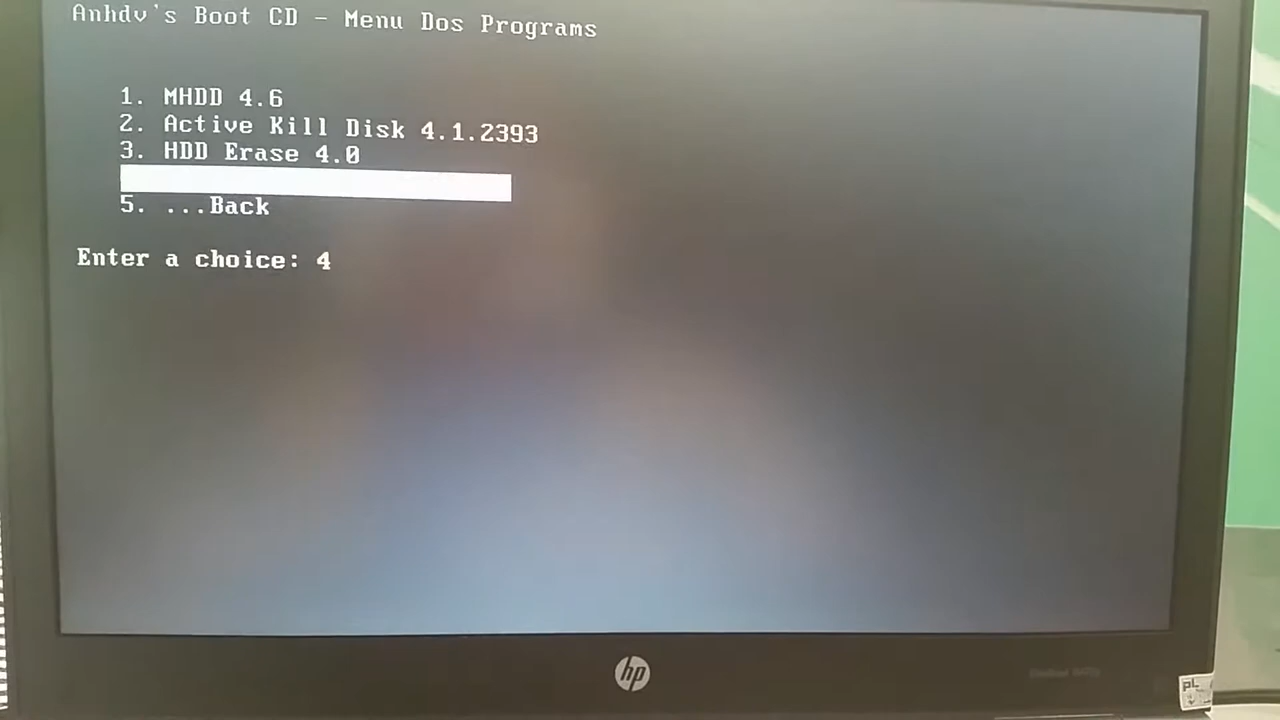 Anhdv's Boot CD - Menu Dos Programs
1. MHDD 4.6
2. Active Kill Disk 4.1.2393
3. HDD Erase 4.0
5. ...Back
Enter a choice: 4
hp
PL